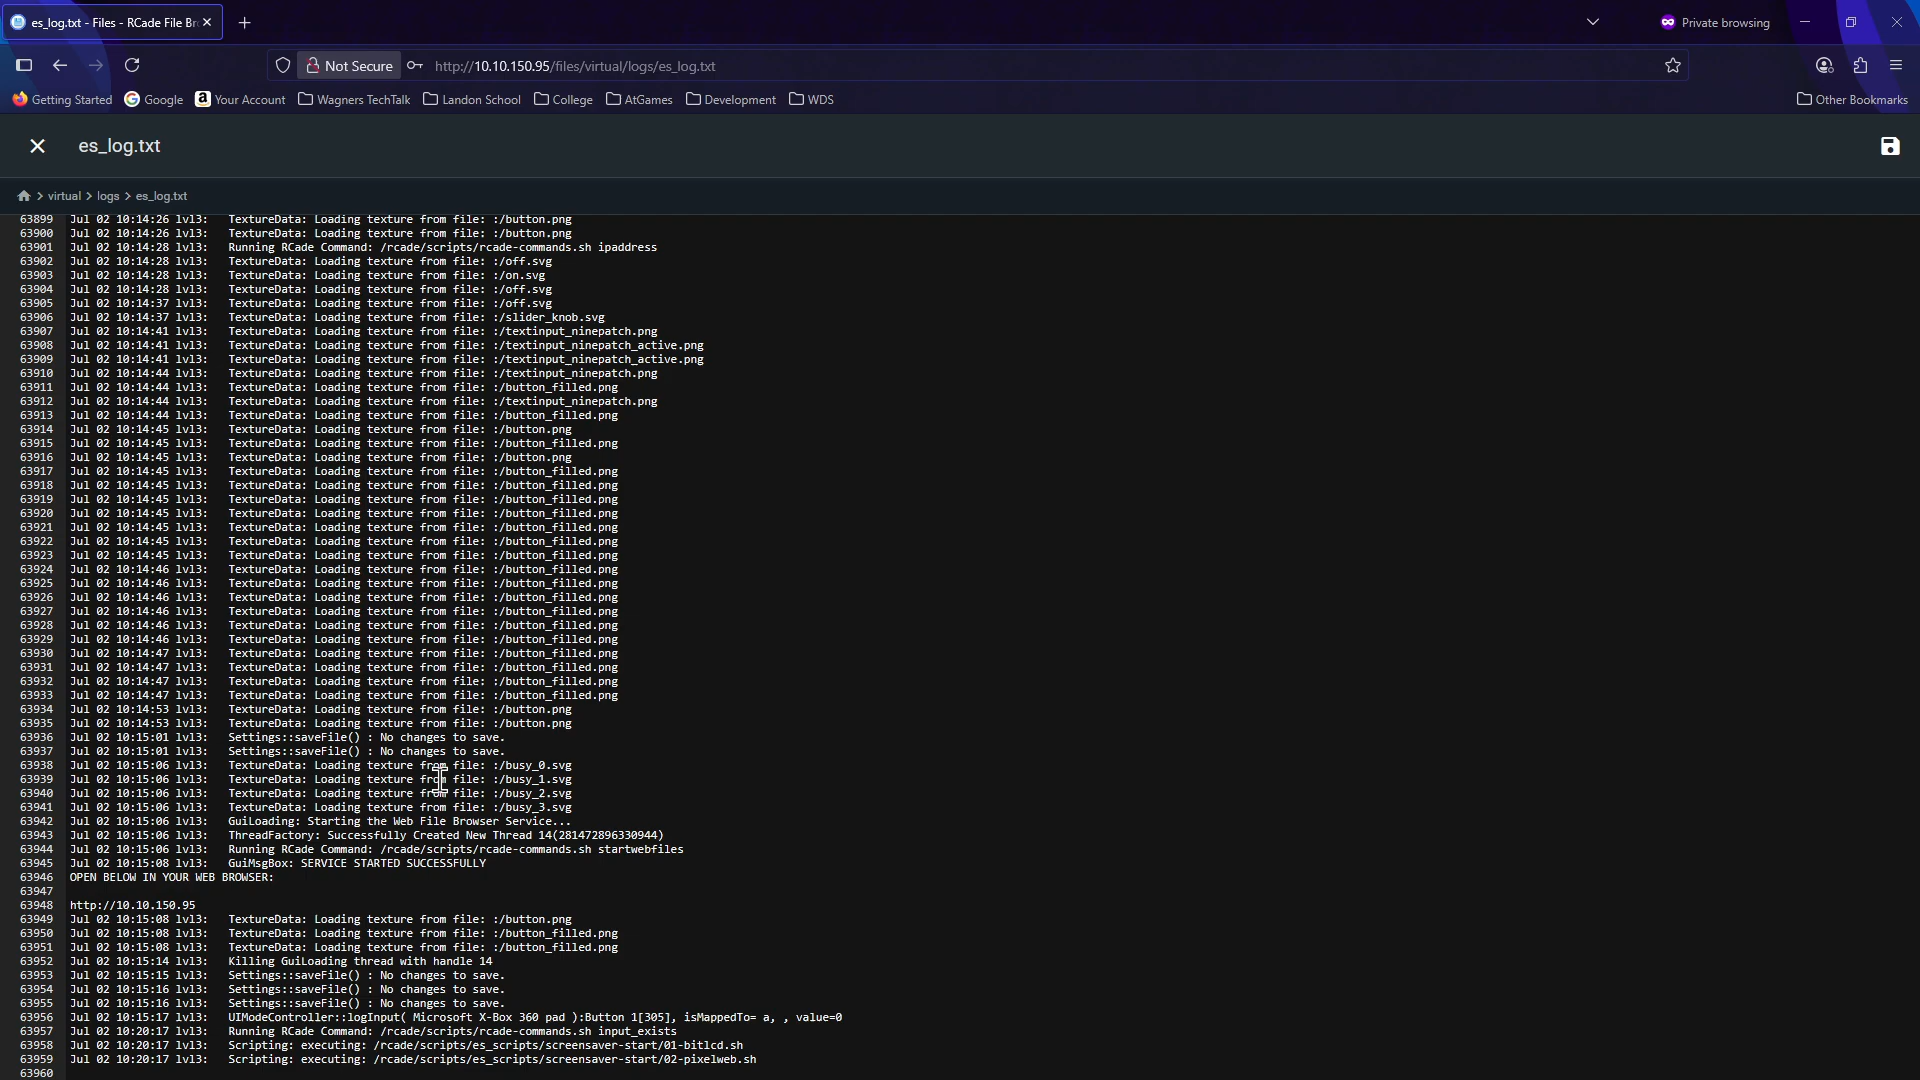 es_log.txt - Files - RCade File Br
Private browsing
Not Secure
http://10.10.150.95/files/virtual/logs/es_log.txt
Getting Started
Google
Your Account
Wagners TechTalk
Landon School
College
AtGames
Development
WDS
Other Bookmarks
es_log.txt
virtual > logs > es_log.txt
63899 Jul 02 10:14:26 lvl3: TextureData: Loading texture from file: :/button.png
63900 Jul 02 10:14:26 lvl3: TextureData: Loading texture from file: :/button.png
63901 Jul 02 10:14:28 lvl3: Running RCade Command: /rcade/scripts/rcade-commands.sh ipaddress
63902 Jul 02 10:14:28 lvl3: TextureData: Loading texture from file: :/off.svg
63903 Jul 02 10:14:28 lvl3: TextureData: Loading texture from file: :/on.svg
63904 Jul 02 10:14:28 lvl3: TextureData: Loading texture from file: :/off.svg
63905 Jul 02 10:14:37 lvl3: TextureData: Loading texture from file: :/off.svg
63906 Jul 02 10:14:37 lvl3: TextureData: Loading texture from file: :/slider_knob.svg
63907 Jul 02 10:14:41 lvl3: TextureData: Loading texture from file: :/textinput_ninepatch.png
63908 Jul 02 10:14:41 lvl3: TextureData: Loading texture from file: :/textinput_ninepatch_active.png
63909 Jul 02 10:14:41 lvl3: TextureData: Loading texture from file: :/textinput_ninepatch_active.png
63910 Jul 02 10:14:44 lvl3: TextureData: Loading texture from file: :/textinput_ninepatch.png
63911 Jul 02 10:14:44 lvl3: TextureData: Loading texture from file: :/button_filled.png
63912 Jul 02 10:14:44 lvl3: TextureData: Loading texture from file: :/textinput_ninepatch.png
63913 Jul 02 10:14:44 lvl3: TextureData: Loading texture from file: :/button_filled.png
63914 Jul 02 10:14:45 lvl3: TextureData: Loading texture from file: :/button.png
63915 Jul 02 10:14:45 lvl3: TextureData: Loading texture from file: :/button_filled.png
63916 Jul 02 10:14:45 lvl3: TextureData: Loading texture from file: :/button.png
63917 Jul 02 10:14:45 lvl3: TextureData: Loading texture from file: :/button_filled.png
63918 Jul 02 10:14:45 lvl3: TextureData: Loading texture from file: :/button_filled.png
63919 Jul 02 10:14:45 lvl3: TextureData: Loading texture from file: :/button_filled.png
63920 Jul 02 10:14:45 lvl3: TextureData: Loading texture from file: :/button_filled.png
63921 Jul 02 10:14:45 lvl3: TextureData: Loading texture from file: :/button_filled.png
63922 Jul 02 10:14:45 lvl3: TextureData: Loading texture from file: :/button_filled.png
63923 Jul 02 10:14:45 lvl3: TextureData: Loading texture from file: :/button_filled.png
63924 Jul 02 10:14:46 lvl3: TextureData: Loading texture from file: :/button_filled.png
63925 Jul 02 10:14:46 lvl3: TextureData: Loading texture from file: :/button_filled.png
63926 Jul 02 10:14:46 lvl3: TextureData: Loading texture from file: :/button_filled.png
63927 Jul 02 10:14:46 lvl3: TextureData: Loading texture from file: :/button_filled.png
63928 Jul 02 10:14:46 lvl3: TextureData: Loading texture from file: :/button_filled.png
63929 Jul 02 10:14:46 lvl3: TextureData: Loading texture from file: :/button_filled.png
63930 Jul 02 10:14:47 lvl3: TextureData: Loading texture from file: :/button_filled.png
63931 Jul 02 10:14:47 lvl3: TextureData: Loading texture from file: :/button_filled.png
63932 Jul 02 10:14:47 lvl3: TextureData: Loading texture from file: :/button_filled.png
63933 Jul 02 10:14:47 lvl3: TextureData: Loading texture from file: :/button_filled.png
63934 Jul 02 10:14:53 lvl3: TextureData: Loading texture from file: :/button.png
63935 Jul 02 10:14:53 lvl3: TextureData: Loading texture from file: :/button.png
63936 Jul 02 10:15:01 lvl3: Settings::saveFile() : No changes to save.
63937 Jul 02 10:15:01 lvl3: Settings::saveFile() : No changes to save.
63938 Jul 02 10:15:06 lvl3: TextureData: Loading texture from file: :/busy_0.svg
63939 Jul 02 10:15:06 lvl3: TextureData: Loading texture from file: :/busy_1.svg
63940 Jul 02 10:15:06 lvl3: TextureData: Loading texture from file: :/busy_2.svg
63941 Jul 02 10:15:06 lvl3: TextureData: Loading texture from file: :/busy_3.svg
63942 Jul 02 10:15:06 lvl3: GuiLoading: Starting the Web File Browser Service...
63943 Jul 02 10:15:06 lvl3: ThreadFactory: Successfully Created New Thread 14(281472896330944)
63944 Jul 02 10:15:06 lvl3: Running RCade Command: /rcade/scripts/rcade-commands.sh startwebfiles
63945 Jul 02 10:15:08 lvl3: GuiMsgBox: SERVICE STARTED SUCCESSFULLY
63946 OPEN BELOW IN YOUR WEB BROWSER:
63947
63948 http://10.10.150.95
63949 Jul 02 10:15:08 lvl3: TextureData: Loading texture from file: :/button.png
63950 Jul 02 10:15:08 lvl3: TextureData: Loading texture from file: :/button_filled.png
63951 Jul 02 10:15:08 lvl3: TextureData: Loading texture from file: :/button_filled.png
63952 Jul 02 10:15:14 lvl3: Killing GuiLoading thread with handle 14
63953 Jul 02 10:15:15 lvl3: Settings::saveFile() : No changes to save.
63954 Jul 02 10:15:16 lvl3: Settings::saveFile() : No changes to save.
63955 Jul 02 10:15:16 lvl3: Settings::saveFile() : No changes to save.
63956 Jul 02 10:15:17 lvl3: UIModeController::logInput( Microsoft X-Box 360 pad ):Button 1[305], isMappedTo= a, , value=0
63957 Jul 02 10:20:17 lvl3: Running RCade Command: /rcade/scripts/rcade-commands.sh input_exists
63958 Jul 02 10:20:17 lvl3: Scripting: executing: /rcade/scripts/es_scripts/screensaver-start/01-bitlcd.sh
63959 Jul 02 10:20:17 lvl3: Scripting: executing: /rcade/scripts/es_scripts/screensaver-start/02-pixelweb.sh
63960